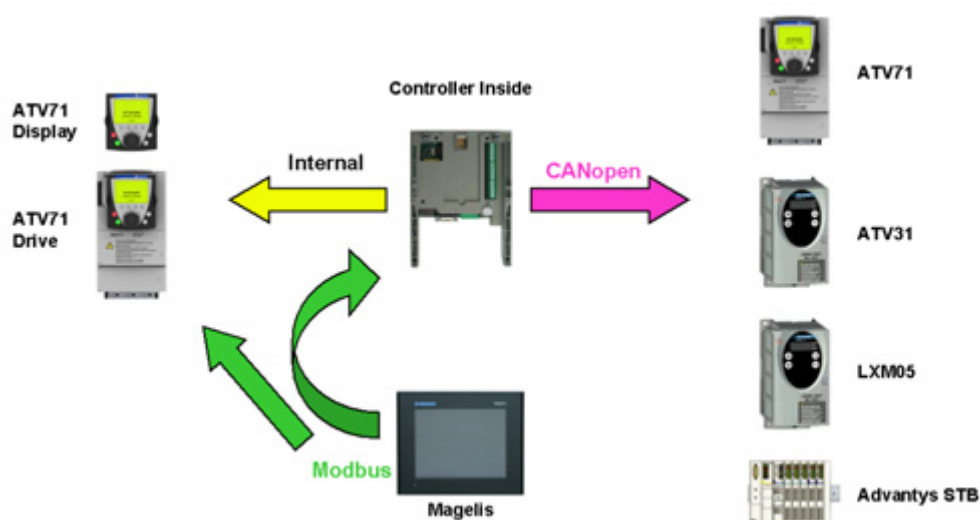 Controller Inside
ATV71
Display
ATV71
Drive
Internal
CANopen
Modbus
Magelis
ATV71
ATV31
LXM05
Advantys STB